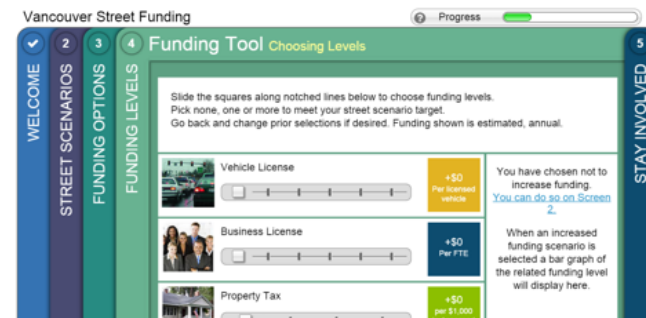 Vancouver Street Funding
Progress
WELCOME
2
STREET SCENARIOS
3
FUNDING OPTIONS
4
FUNDING LEVELS
Funding Tool Choosing Levels
5
STAY INVOLVED
Slide the squares along notched lines below to choose funding levels.
Pick none, one or more to meet your street scenario target.
Go back and change prior selections if desired. Funding shown is estimated, annual.
Vehicle License
+$0
Per licensed
vehicle
Business License
+$0
Per FTE
Property Tax
+$0
per $1,000
You have chosen not to
increase funding.
You can do so on Screen
2.
When an increased
funding scenario is
selected a bar graph of
the related funding level
will display here.